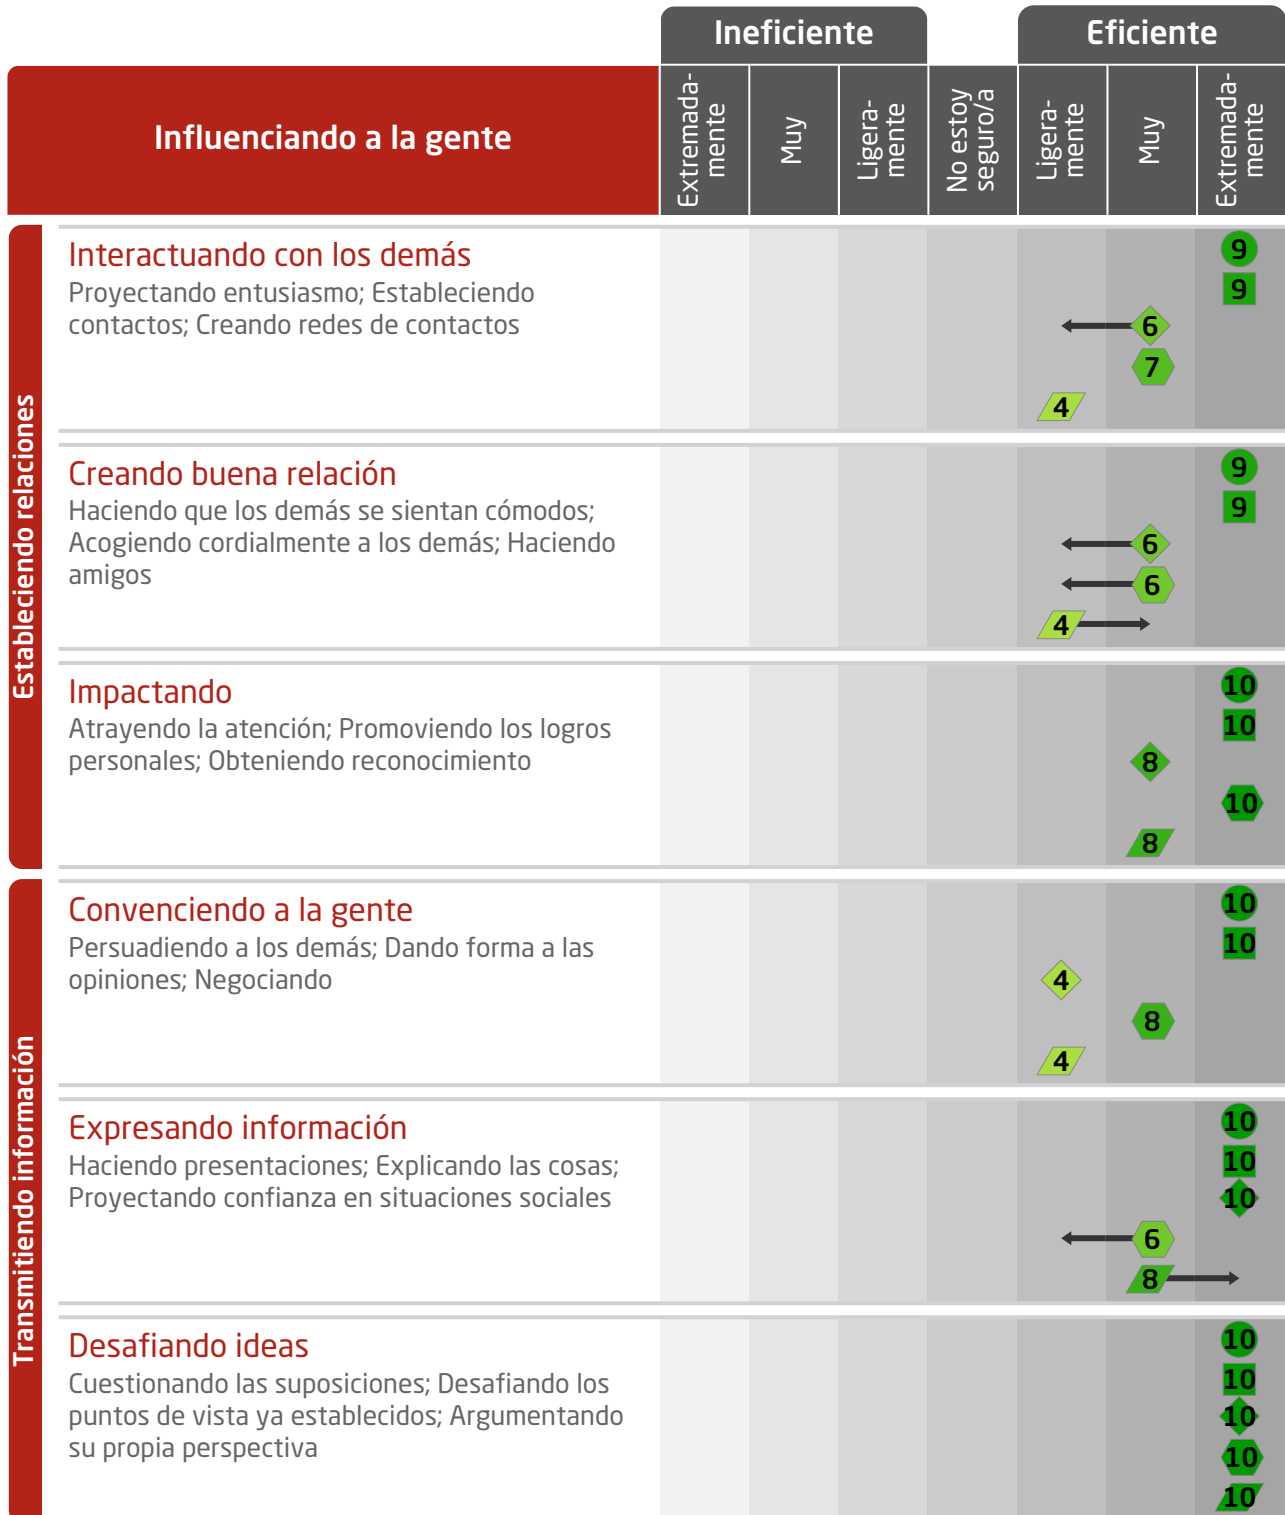 Ineficiente
Eficiente
Influenciando a la gente
Extremada-
mente
Muy
Ligera-
mente
No estoy
seguro/a
Ligera-
mente
Muy
Extremada-
mente
Estableciendo relaciones
Interactuando con los demás
Proyectando entusiasmo; Estableciendo
contactos; Creando redes de contactos
9
9
6
7
4
Creando buena relación
Haciendo que los demás se sientan cómodos;
Acogiendo cordialmente a los demás; Haciendo
amigos
9
9
6
6
4
Impactando
Atrayendo la atención; Promoviendo los logros
personales; Obteniendo reconocimiento
10
10
8
10
8
Transmitiendo información
Convenciendo a la gente
Persuadiendo a los demás; Dando forma a las
opiniones; Negociando
10
10
4
8
4
Expresando información
Haciendo presentaciones; Explicando las cosas;
Proyectando confianza en situaciones sociales
10
10
10
6
8
Desafiando ideas
Cuestionando las suposiciones; Desafiando los
puntos de vista ya establecidos; Argumentando
su propia perspectiva
10
10
10
10
10